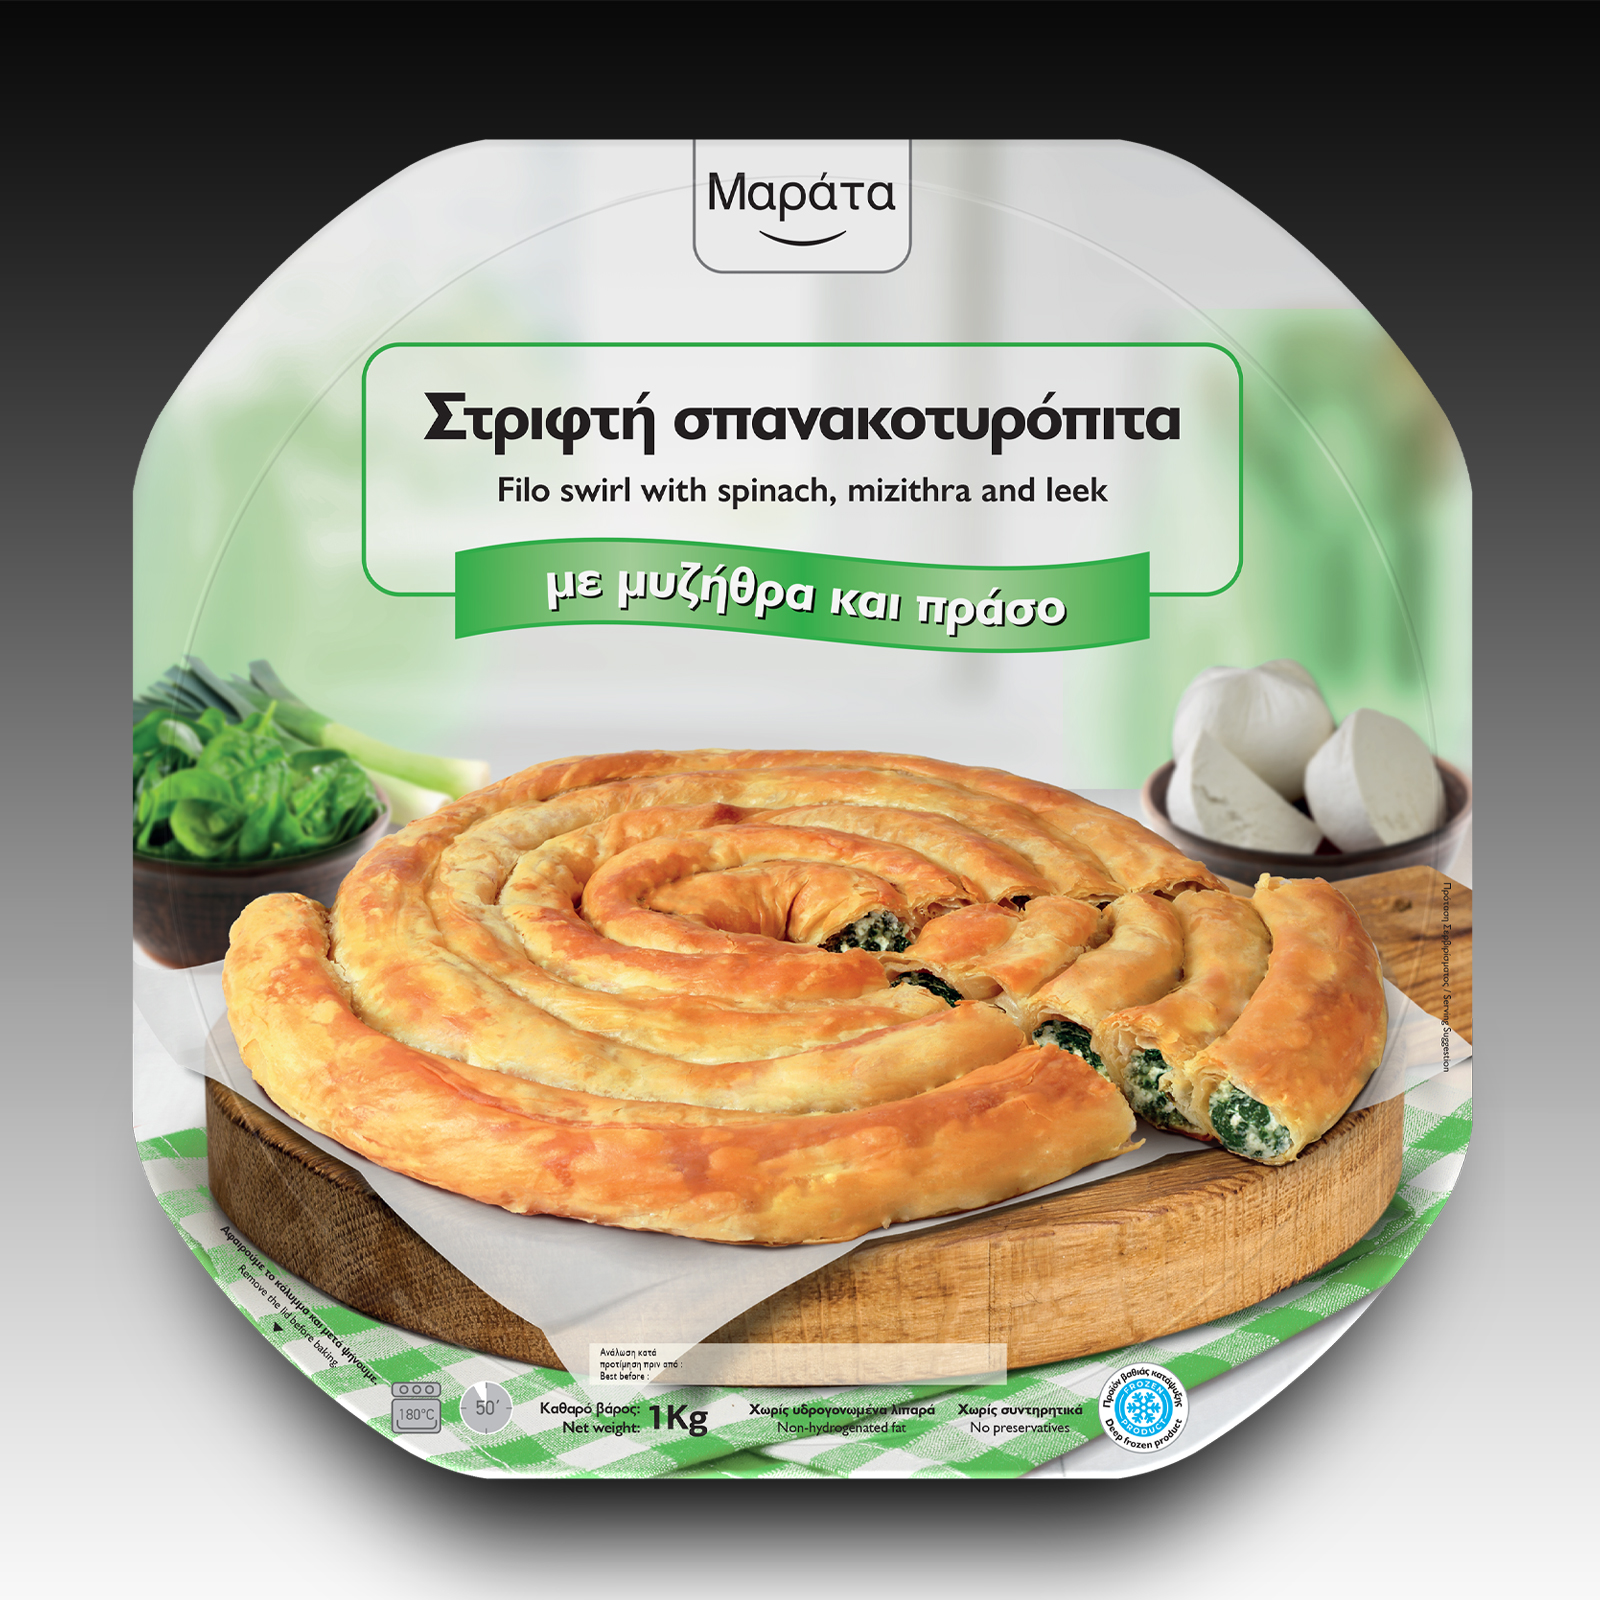 Μαράτα
Στριφτή σπανακοτυρόπιτα
Filo swirl with spinach, mizithra and leek
με μυζήθρα και πράσο
Πρόταση Σερβιρίσματος / Serving Suggestion
Αφαιρούμε το κάλυμμα και μετά ψήνουμε.
Remove the lid before baking.
Ανάλωση κατά
προτίμηση πριν από :
Best before :
180°C
50'
Καθαρό βάρος:
Net weight:
1Kg
Χωρίς υδρογονωμένα λιπαρά
Non-hydrogenated fat
Χωρίς συντηρητικά
No preservatives
Προϊόν βαθιάς κατάψυξης
FROZEN
PRODUCT
Deep frozen product